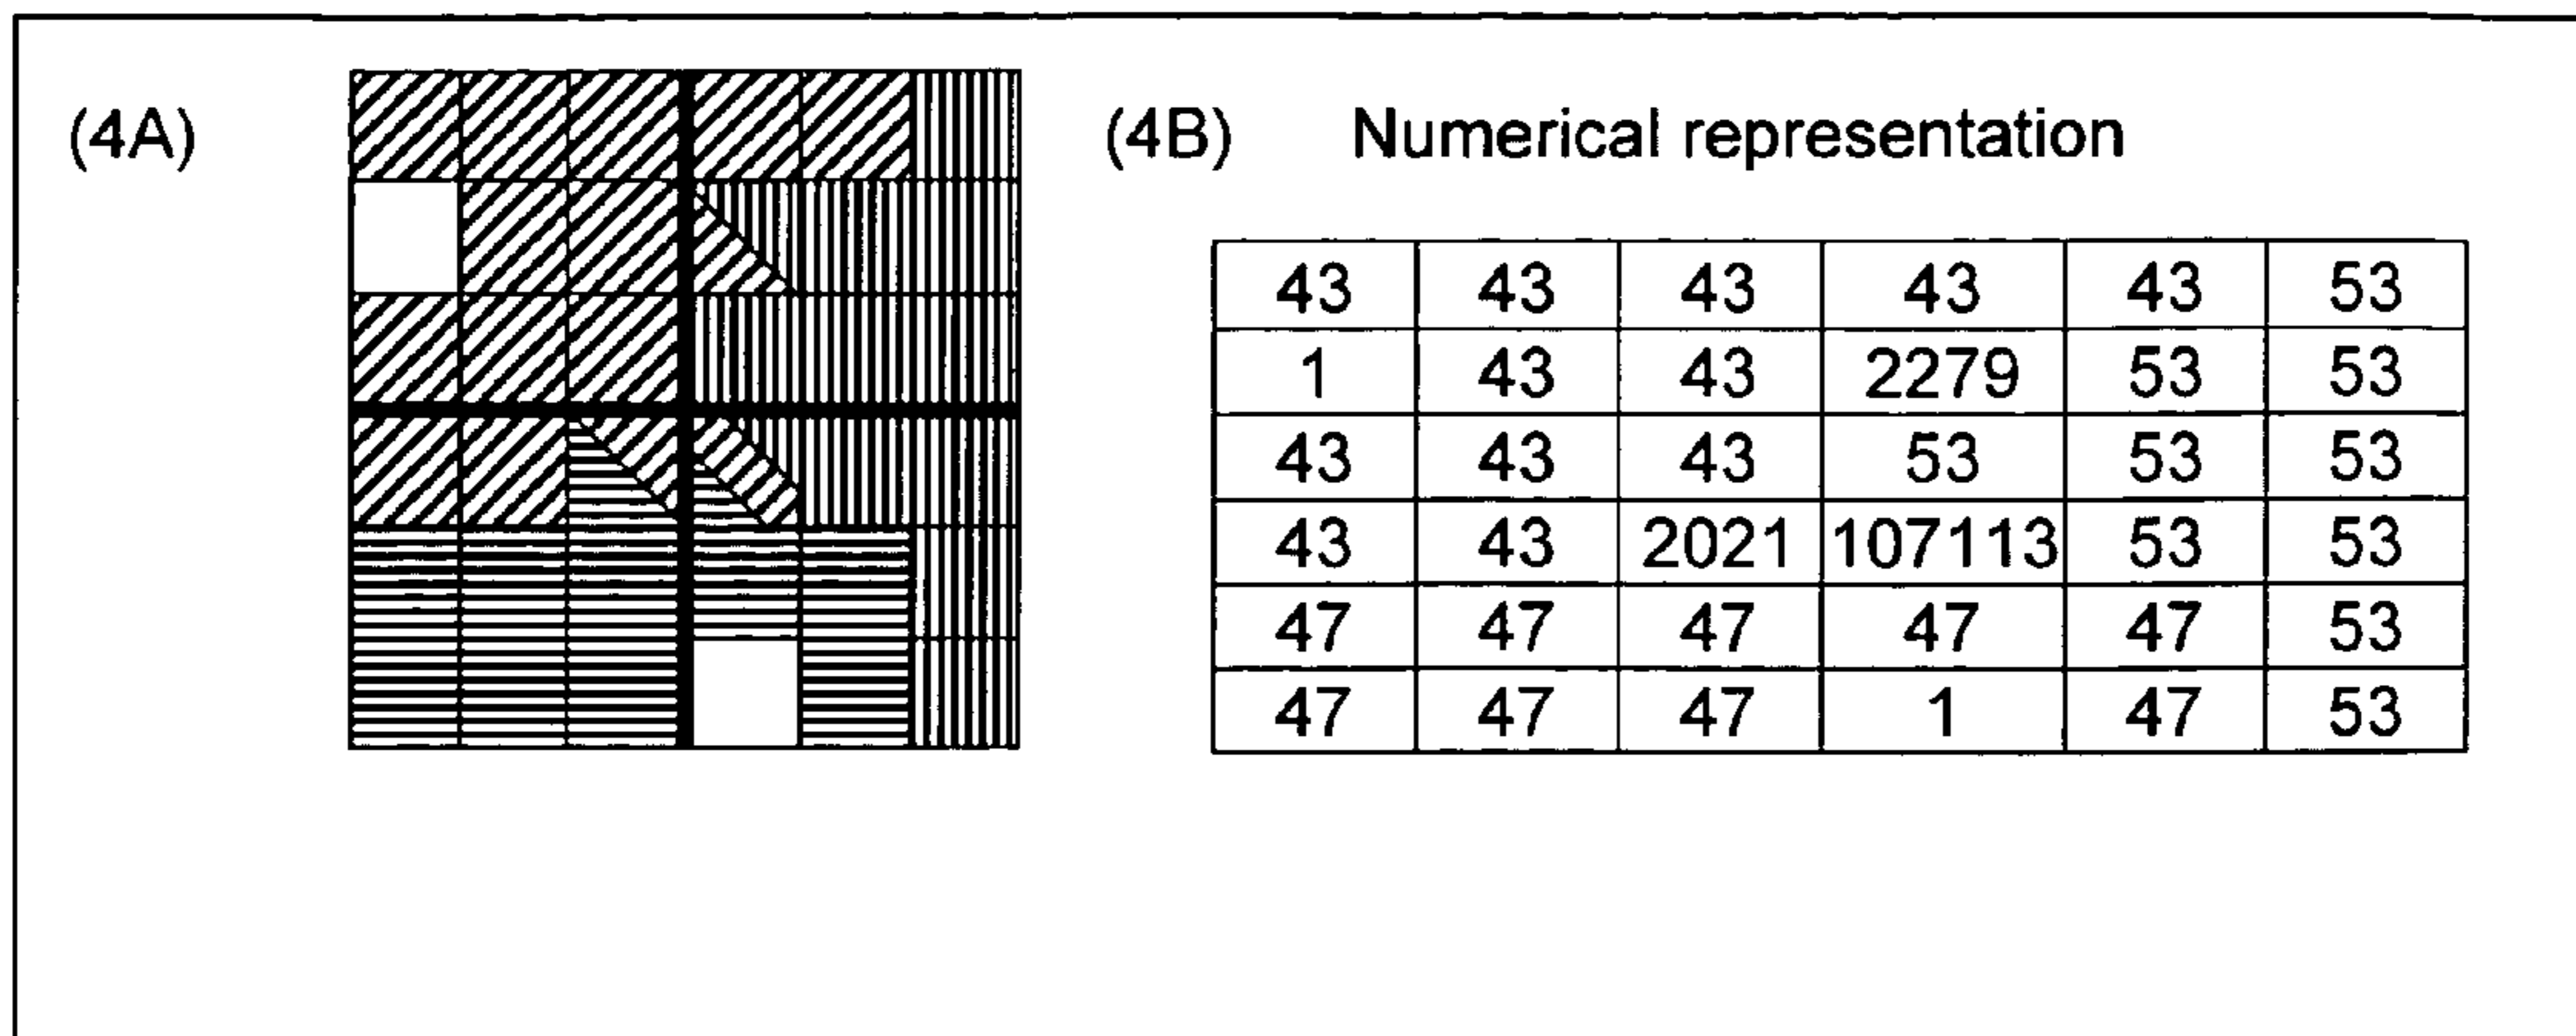 (4A)
(4B) Numerical representation
43 43 43 43 43 53
1 43 43 2279 53 53
43 43 43 53 53 53
43 43 2021 107113 53 53
47 47 47 47 47 53
47 47 47 1 47 53